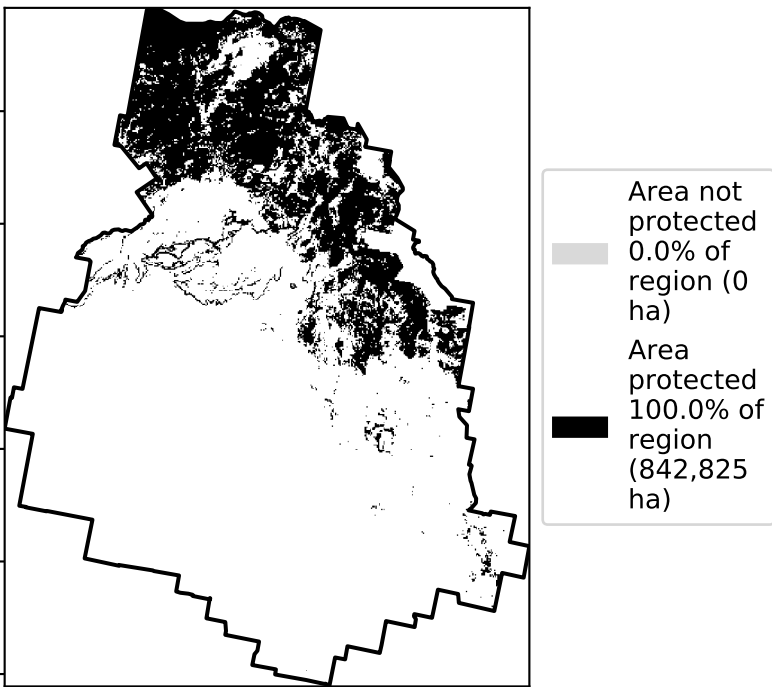 Area not
protected
0.0% of
region (0
ha)
Area
protected
100.0% of
region
(842,825
ha)